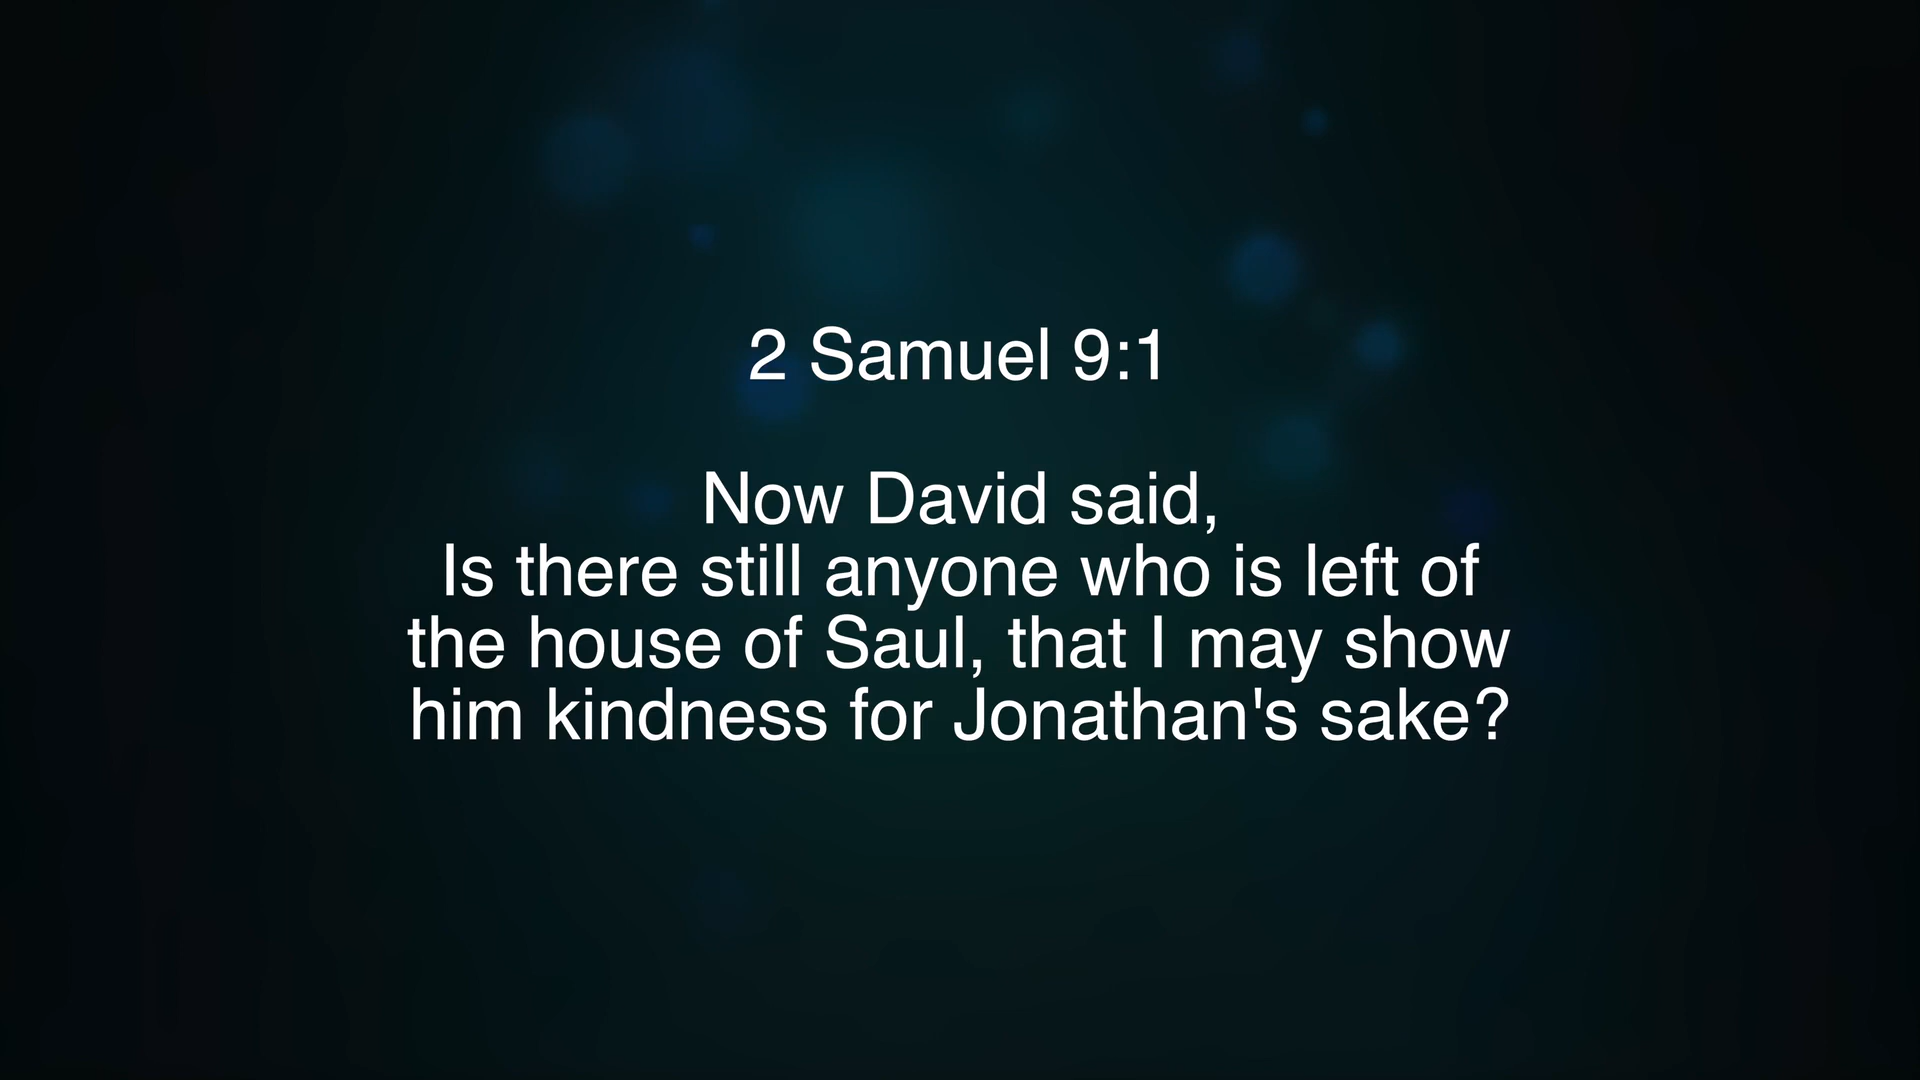 2 Samuel 9:1
Now David said,
Is there still anyone who is left of
the house of Saul, that I may show
him kindness for Jonathan's sake?